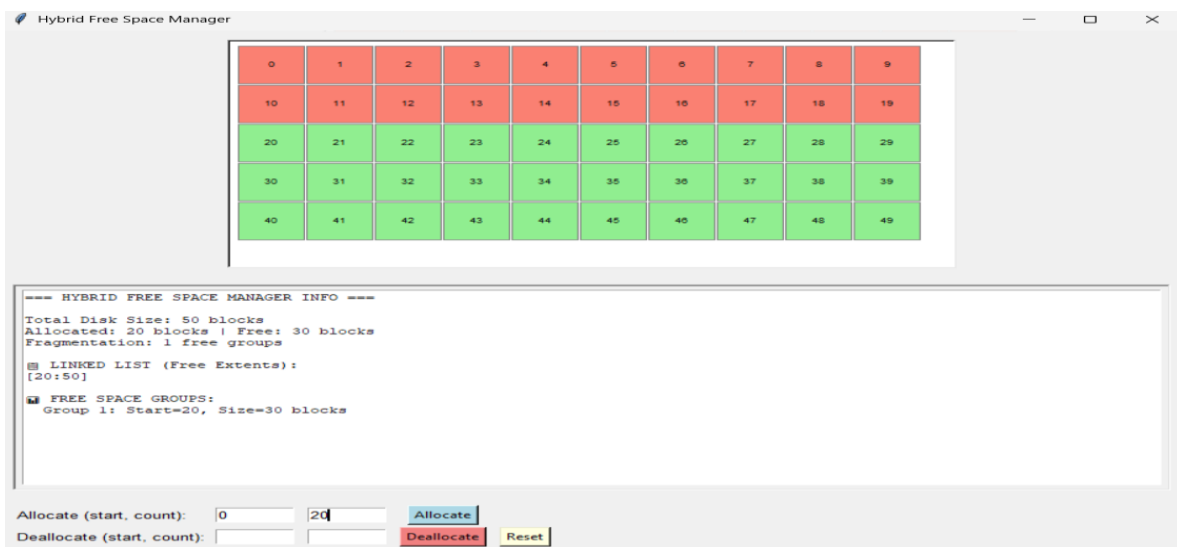 Hybrid Free Space Manager
0 1 2 3 4 5 6 7 8 9
10 11 12 13 14 15 16 17 18 19
20 21 22 23 24 25 26 27 28 29
30 31 32 33 34 35 36 37 38 39
40 41 42 43 44 45 46 47 48 49
=== HYBRID FREE SPACE MANAGER INFO ===
Total Disk Size: 50 blocks
Allocated: 20 blocks | Free: 30 blocks
Fragmentation: 1 free groups
LINKED LIST (Free Extents):
[20:50]
FREE SPACE GROUPS:
Group 1: Start=20, Size=30 blocks
Allocate (start, count): 0 20 Allocate
Deallocate (start, count): Deallocate Reset